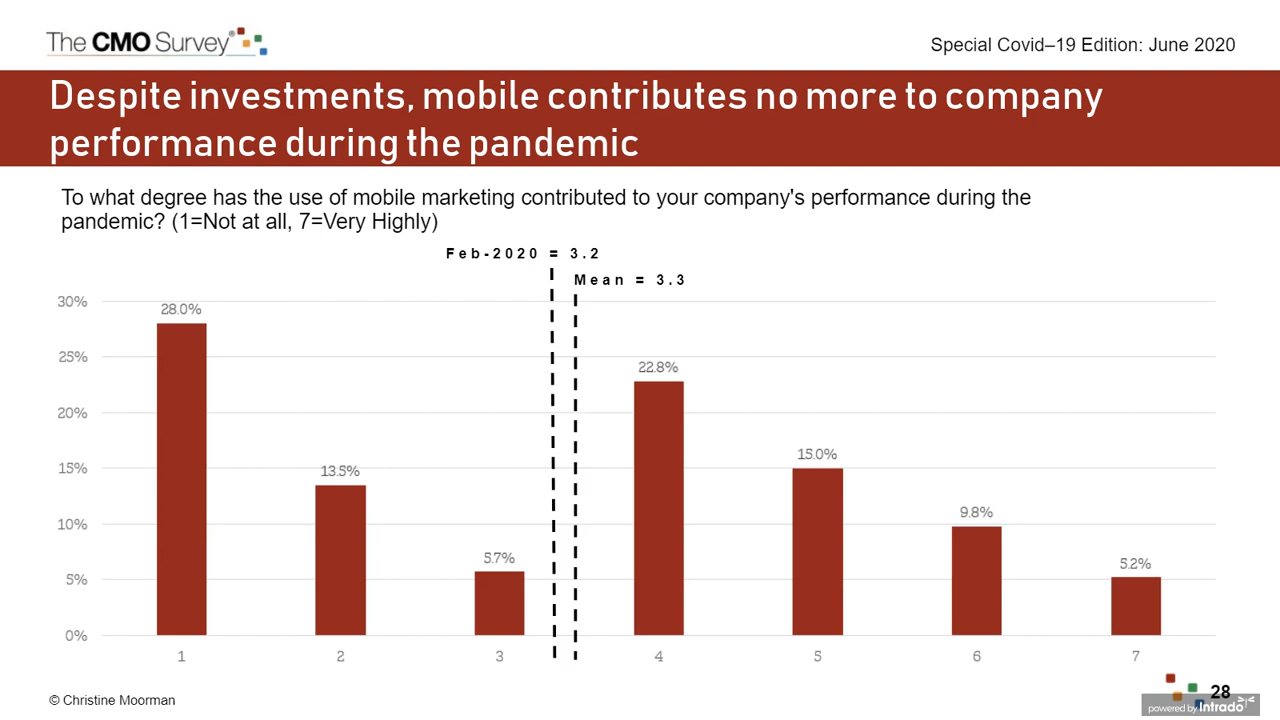 The CMO Survey®
Special Covid–19 Edition: June 2020
Despite investments, mobile contributes no more to company
performance during the pandemic
To what degree has the use of mobile marketing contributed to your company's performance during the
pandemic? (1=Not at all, 7=Very Highly)
Feb-2020 = 3.2
Mean = 3.3
30%
25%
20%
15%
10%
5%
0%
28.0%
13.5%
5.7%
22.8%
15.0%
9.8%
5.2%
1 2 3 4 5 6 7
© Christine Moorman
28
powered by intrado